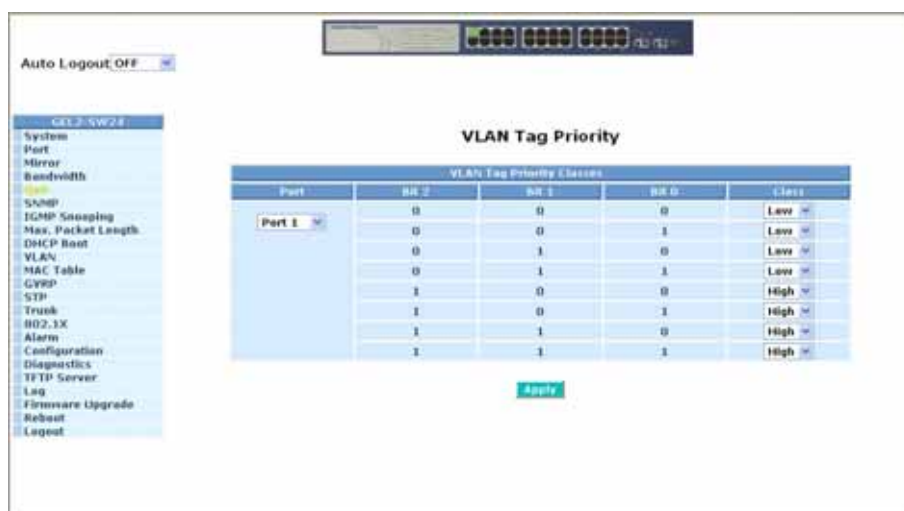 Auto Logout OFF
GEL2-SW24
System
Port
Mirror
Bandwidth
QoS
SNMP
IGMP Snooping
Max. Packet Length
DHCP Boot
VLAN
MAC Table
GVRP
STP
Trunk
802.1X
Alarm
Configuration
Diagnostics
TFTP Server
Log
Firmware Upgrade
Reboot
Logout
VLAN Tag Priority
VLAN Tag Priority Classes
Port Bit 2 Bit 1 Bit 0 Class
Port 1 0 0 0 Low
0 0 1 Low
0 1 0 Low
0 1 1 Low
1 0 0 High
1 0 1 High
1 1 0 High
1 1 1 High
Apply